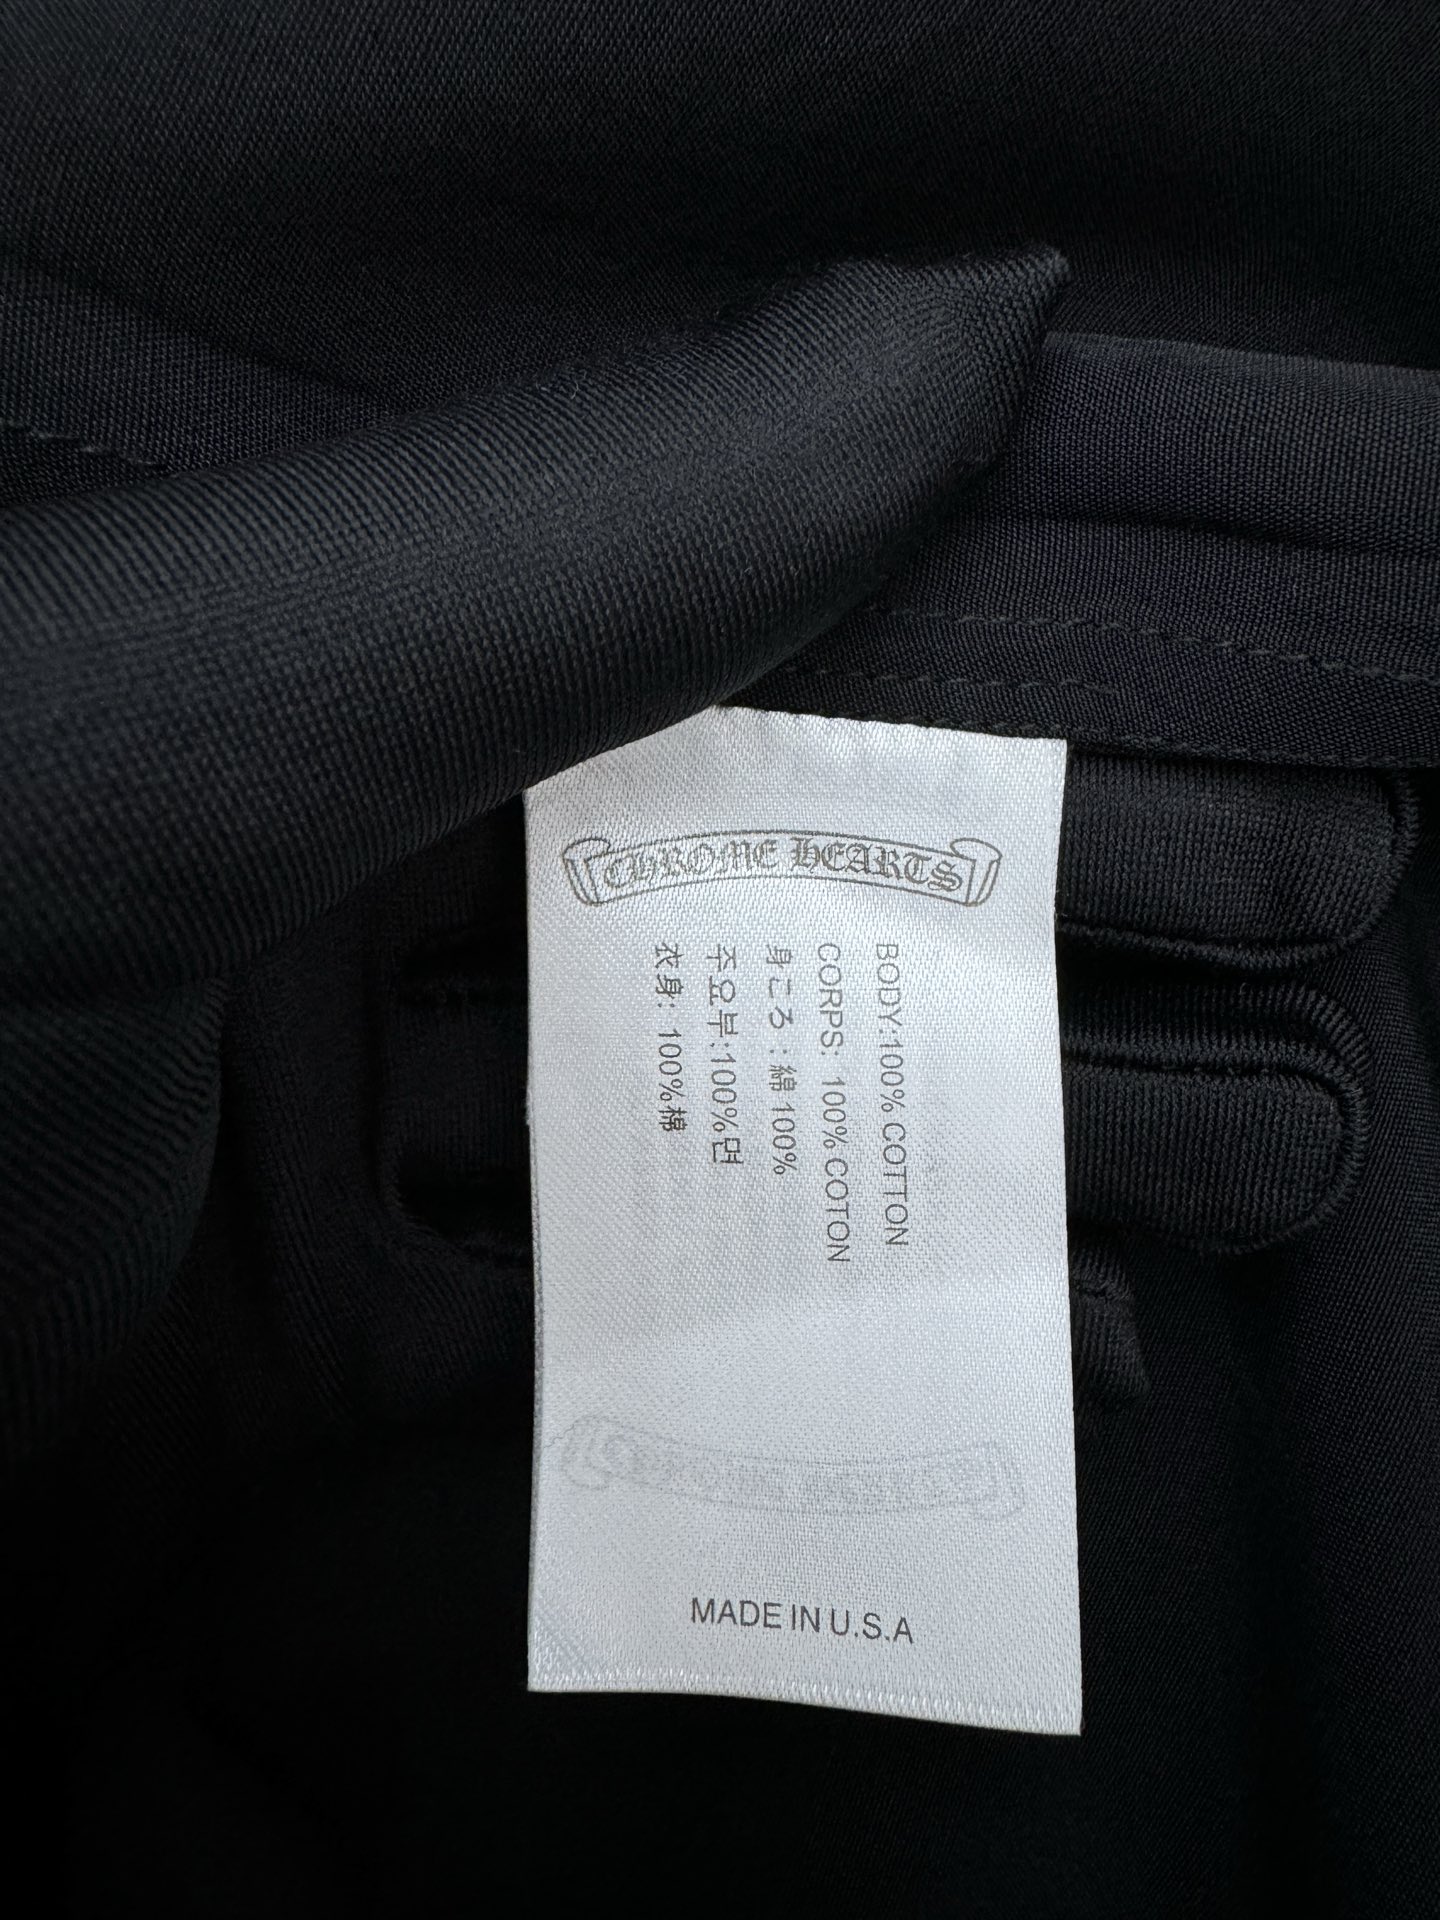 CHROME HEARTS
BODY:100% COTTON
CORPS: 100% COTON
身ころ : 綿 100%
주요부:100%면
衣身: 100%棉
MADE IN U.S.A